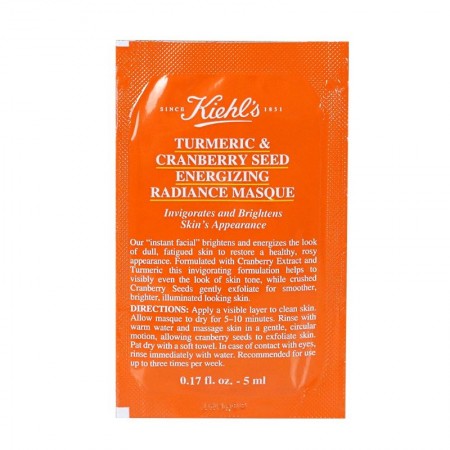 SINCE Kiehl's 1851
TURMERIC &
CRANBERRY SEED
ENERGIZING
RADIANCE MASQUE
Invigorates and Brightens
Skin's Appearance
Our "instant facial" brightens and energizes the look
of dull, fatigued skin to restore a healthy, rosy
appearance. Formulated with Cranberry Extract and
Turmeric this invigorating formulation helps to
visibly even the look of skin tone, while crushed
Cranberry Seeds gently exfoliate for smoother,
brighter, illuminated looking skin.
DIRECTIONS: Apply a visible layer to clean skin.
Allow masque to dry for 5-10 minutes. Rinse with
warm water and massage skin in a gentle, circular
motion, allowing cranberry seeds to exfoliate skin.
Pat dry with a soft towel. In case of contact with eyes,
rinse immediately with water. Recommended for use
up to three times per week.
0.17 fl. oz. - 5 ml